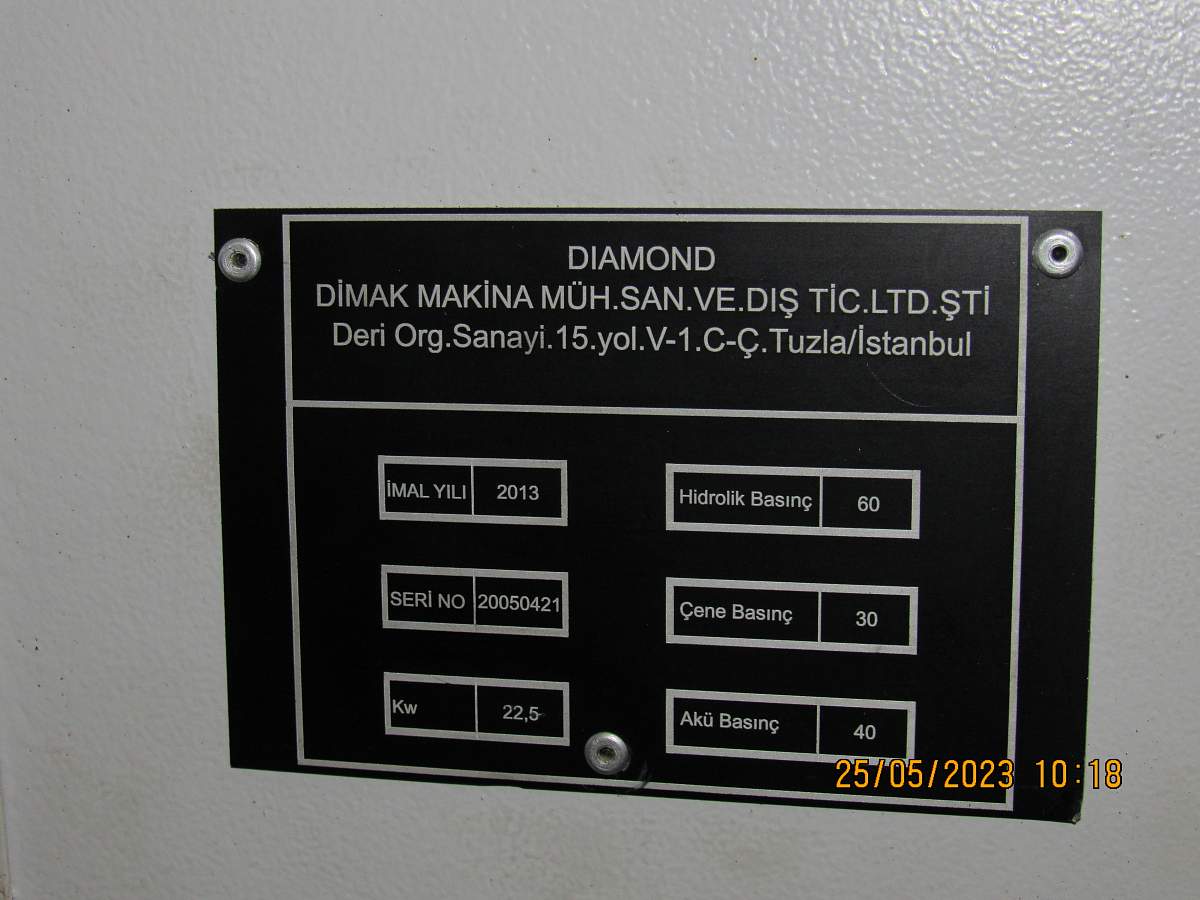 DIAMOND
DİMAK MAKİNA MÜH.SAN.VE.DIŞ TİC.LTD.ŞTİ
Deri Org.Sanayi.15.yol.V-1.C-Ç.Tuzla/İstanbul
İMAL YILI 2013
Hidrolik Basınç 60
SERİ NO 20050421
Çene Basınç 30
Kw 22,5
Akü Basınç 40
25/05/2023 10:18